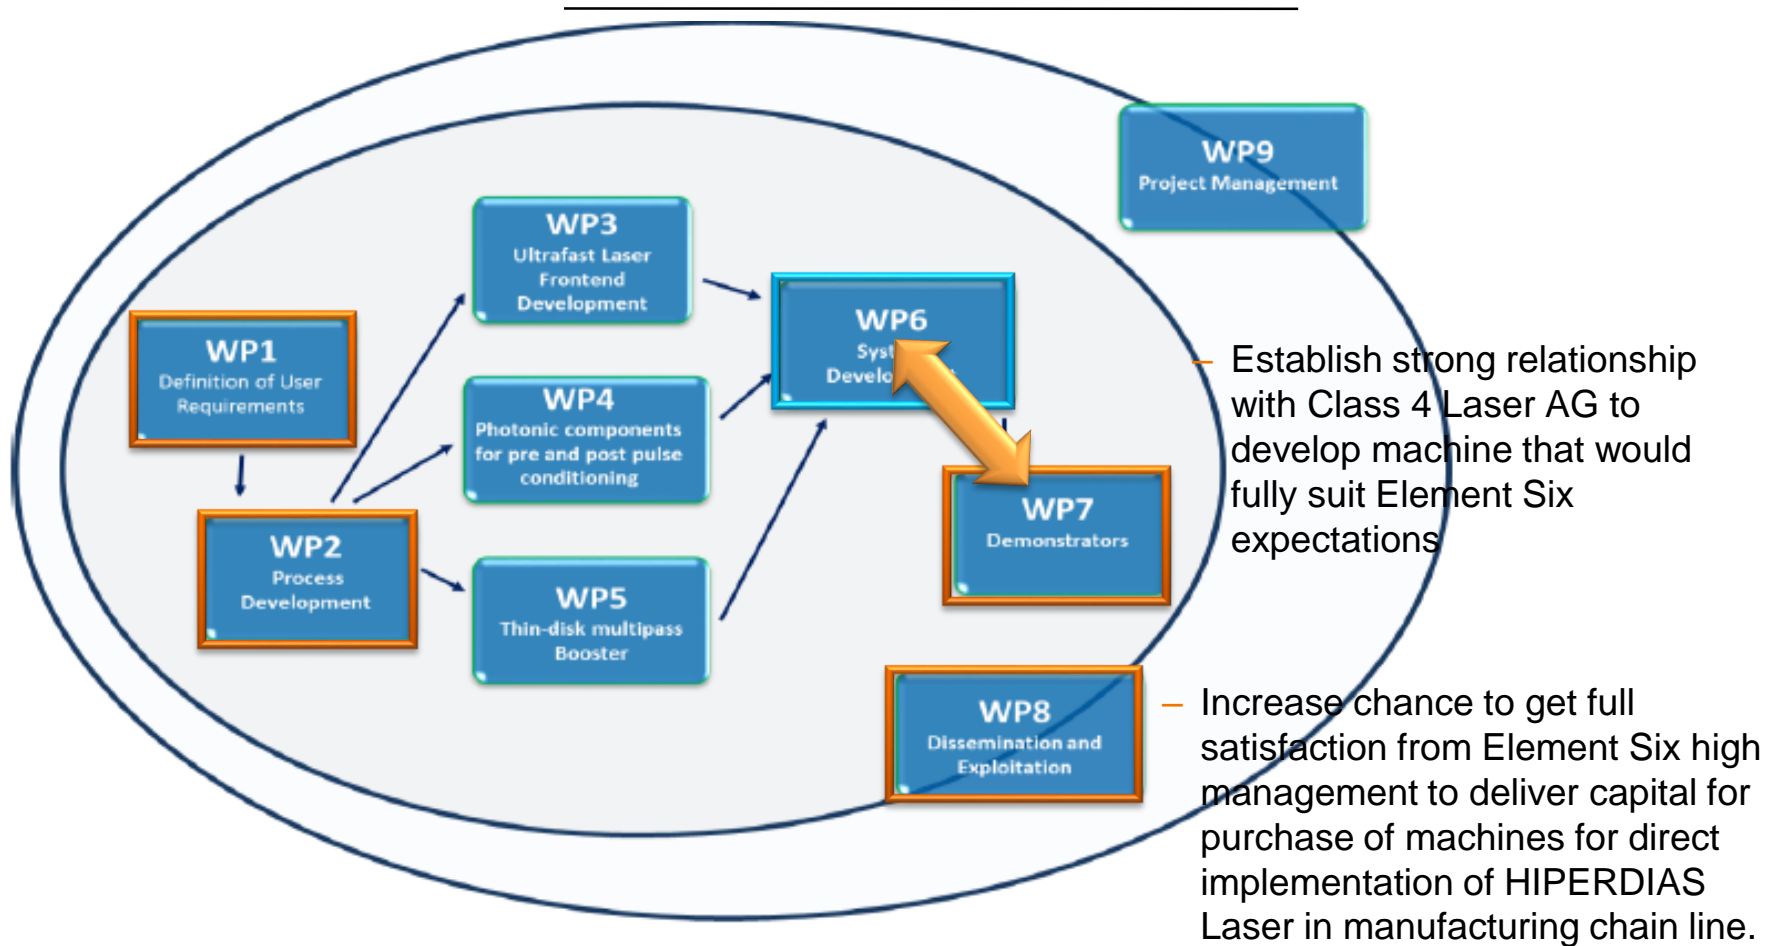 WP9
Project Management
WP3
Ultrafast Laser
Frontend
Development
WP6
Syst
Develo
WP1
Definition of User
Requirements
WP4
Photonic components
for pre and post pulse
conditioning
WP2
Process
Development
WP5
Thin-disk multipass
Booster
WP7
Demonstrators
WP8
Dissemination and
Exploitation
– Establish strong relationship
with Class 4 Laser AG to
develop machine that would
fully suit Element Six
expectations
– Increase chance to get full
satisfaction from Element Six high
management to deliver capital for
purchase of machines for direct
implementation of HIPERDIAS
Laser in manufacturing chain line.